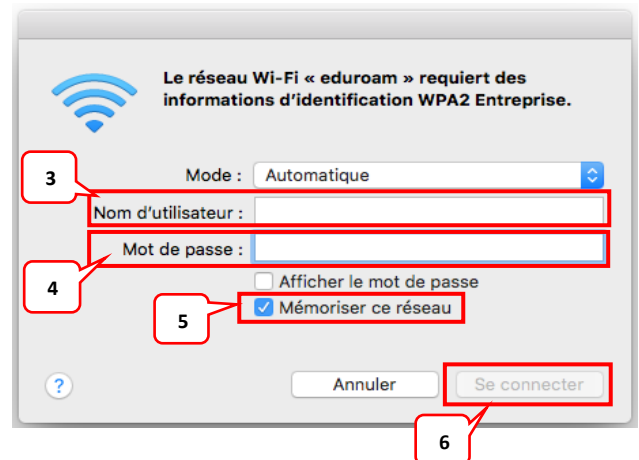 Le réseau Wi-Fi « eduroam » requiert des
informations d'identification WPA2 Entreprise.
3
Mode : Automatique
Nom d'utilisateur :
Mot de passe :
4
Afficher le mot de passe
5
Mémoriser ce réseau
?
Annuler
Se connecter
6